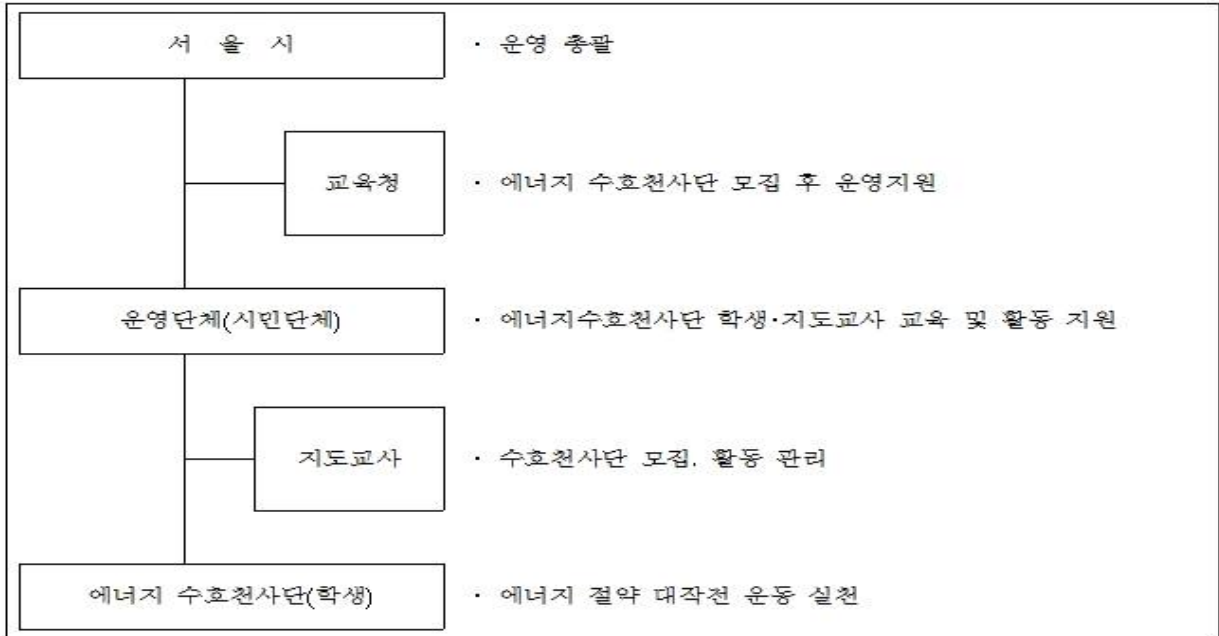 서 울 시 · 운영 총괄
교육청 · 에너지 수호천사단 모집 후 운영지원
운영단체(시민단체) · 에너지수호천사단 학생·지도교사 교육 및 활동 지원
지도교사 · 수호천사단 모집, 활동 관리
에너지 수호천사단(학생) · 에너지 절약 대작전 운동 실천